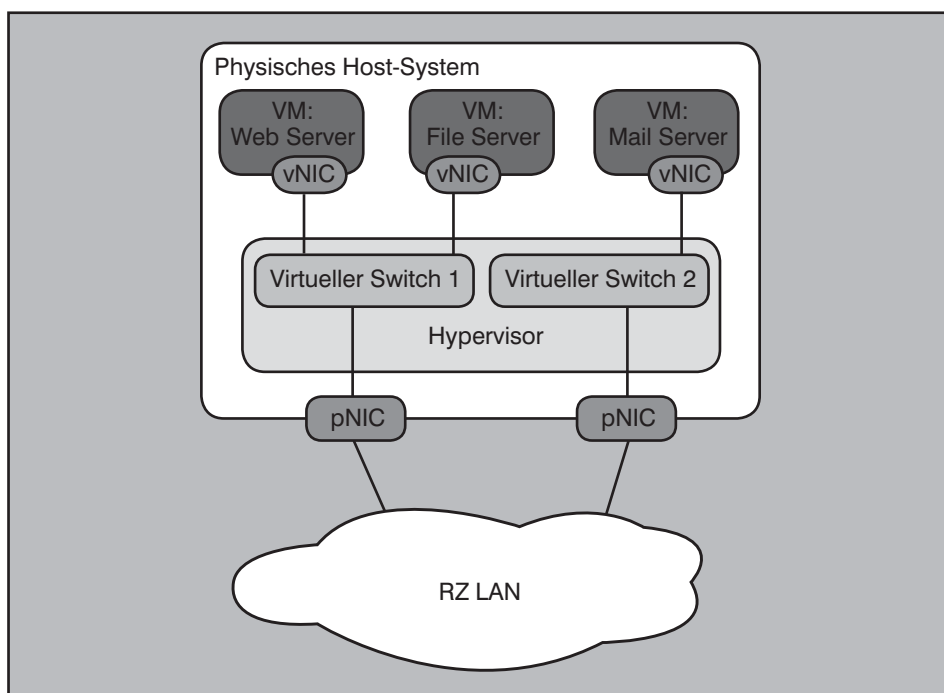 Physisches Host-System
VM:
Web Server
VM:
File Server
VM:
Mail Server
vNIC
vNIC
vNIC
Virtueller Switch 1
Virtueller Switch 2
Hypervisor
pNIC
pNIC
RZ LAN